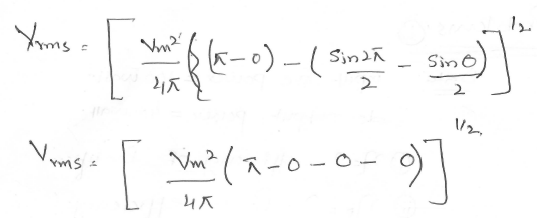 Vrms = [ Vm²/4π { (π-0) - ( Sin2π/2 - Sin0/2 ) ]^1/2
Vrms = [ Vm²/4π ( π-0-0-0) ]^1/2